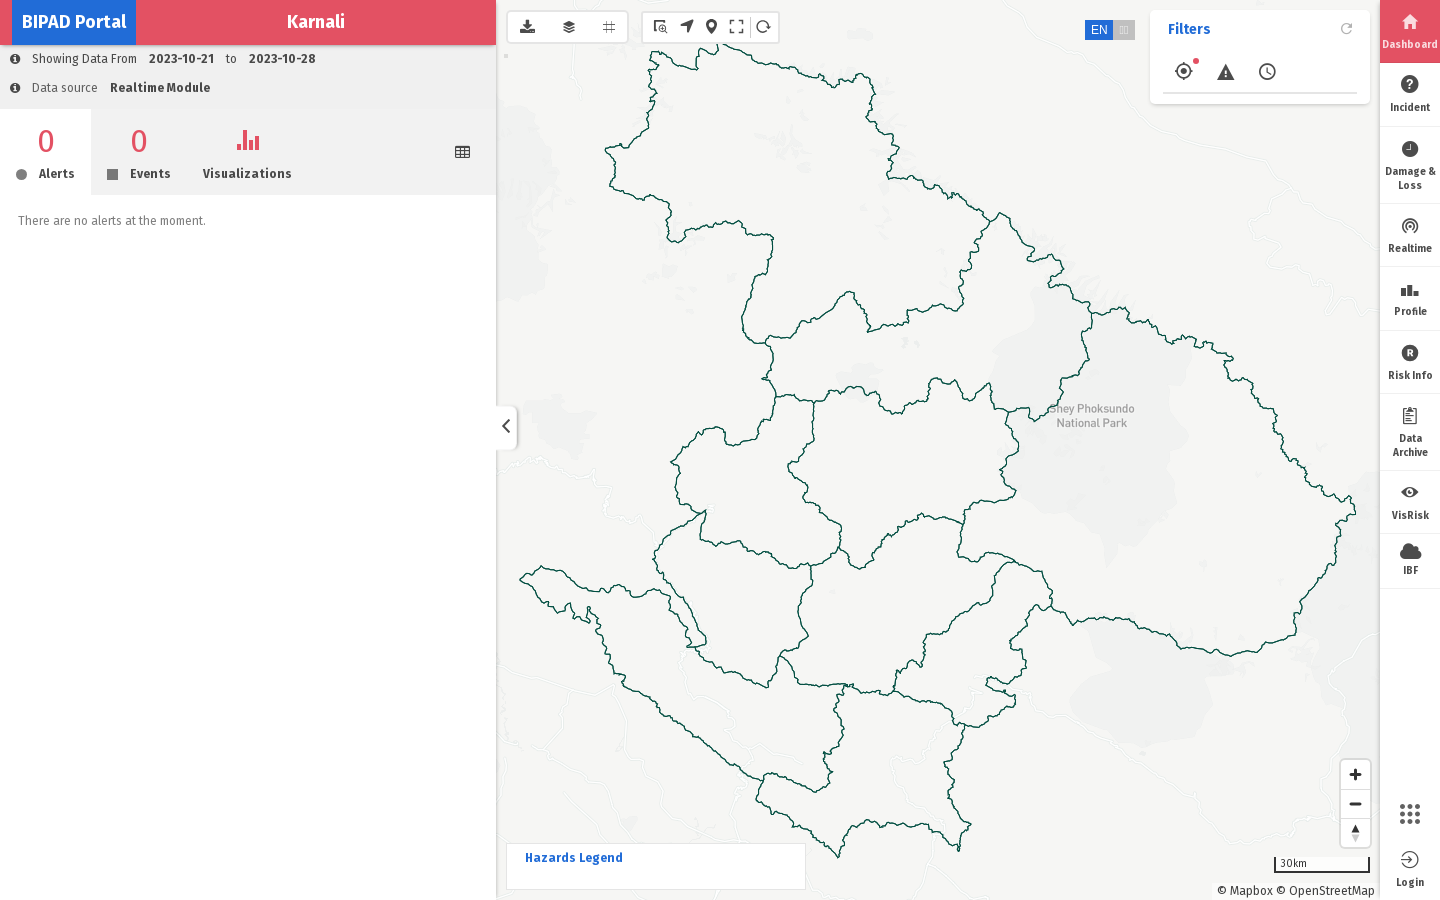 BIPAD Portal
Karnali
Showing Data From 2023-10-21 to 2023-10-28
Data source Realtime Module
0
Alerts
0
Events
Visualizations
There are no alerts at the moment.
EN
Filters
Shey Phoksundo
National Park
Hazards Legend
30km
© Mapbox © OpenStreetMap
Dashboard
Incident
Damage &
Loss
Realtime
Profile
R
Risk Info
Data
Archive
VisRisk
IBF
Login